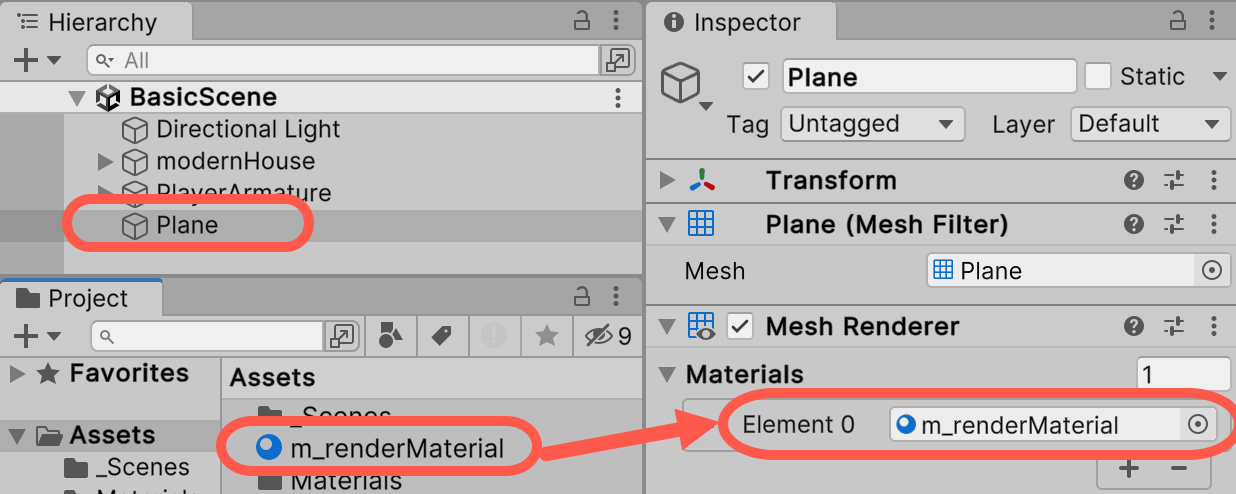 Hierarchy
All
BasicScene
Directional Light
modernHouse
PlayerArmature
Plane
Project
9
Favorites
Assets
_Scenes
Materials
Assets
_Scenes
m_renderMaterial
Materials
Inspector
Plane
Static
Tag Untagged Layer Default
Transform
Plane (Mesh Filter)
Mesh Plane
Mesh Renderer
Materials 1
Element 0 m_renderMaterial